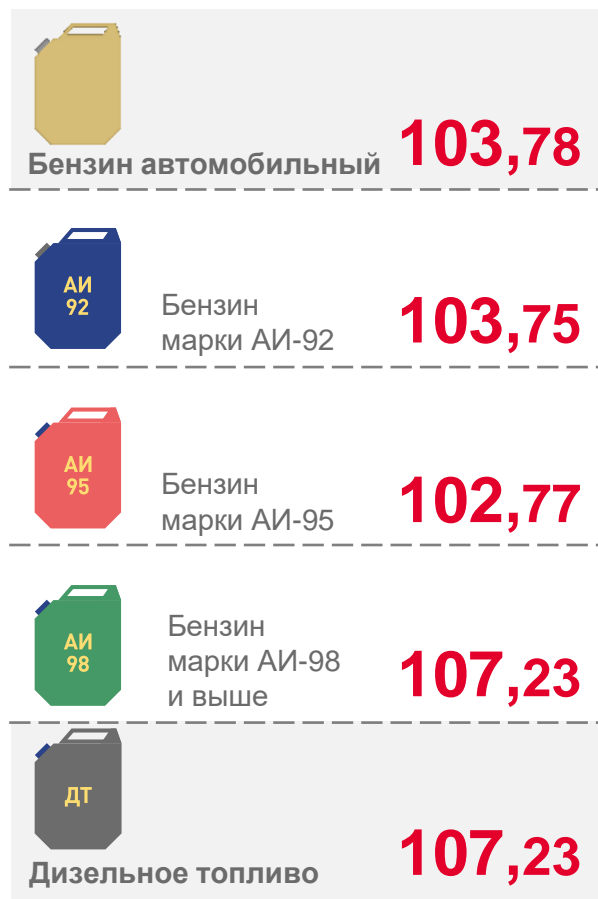 Бензин автомобильный
103,78
АИ
92
Бензин
марки АИ-92
103,75
АИ
95
Бензин
марки АИ-95
102,77
АИ
98
Бензин
марки АИ-98
и выше
107,23
ДТ
Дизельное топливо
107,23